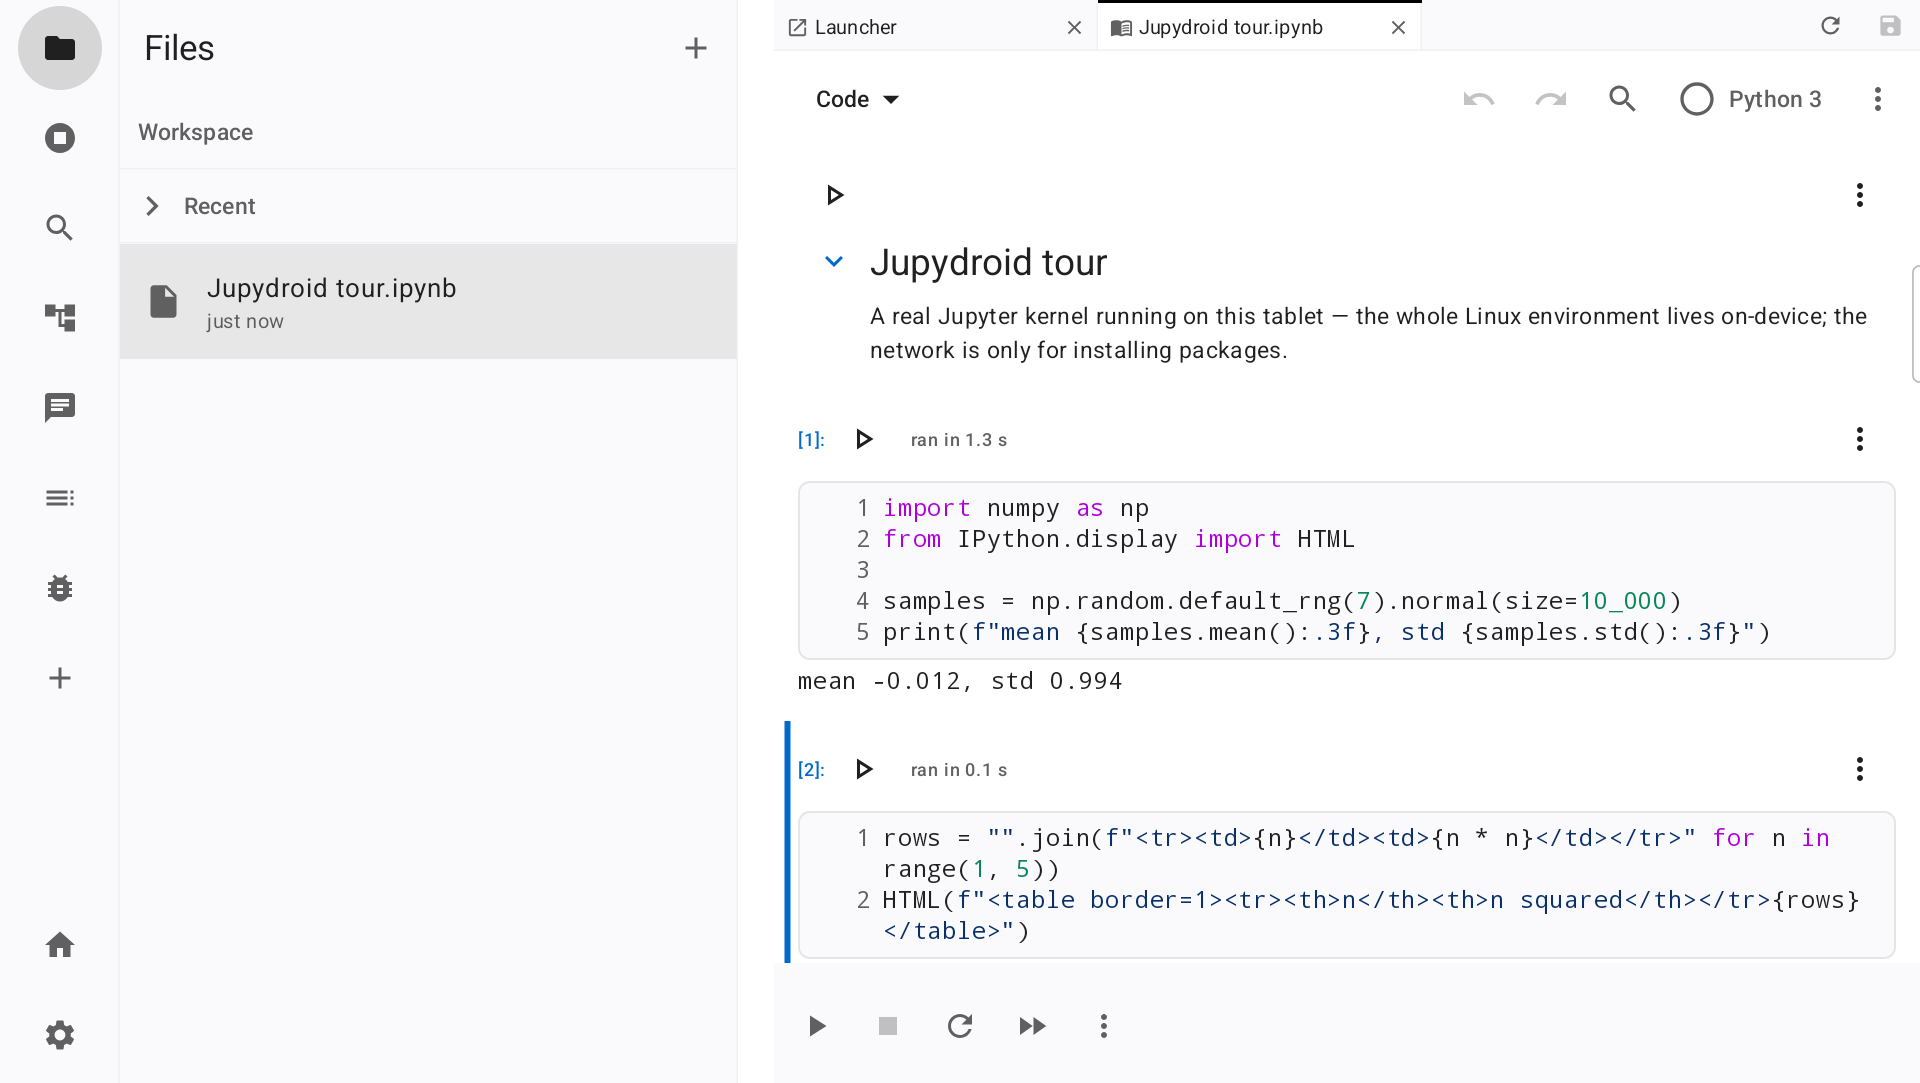 Files
Workspace
Recent
Jupydroid tour.ipynb
just now
Launcher
Jupydroid tour.ipynb
Code
Python 3
Jupydroid tour
A real Jupyter kernel running on this tablet — the whole Linux environment lives on-device; the
network is only for installing packages.
[1]:
ran in 1.3 s
1 import numpy as np
2 from IPython.display import HTML
3
4 samples = np.random.default_rng(7).normal(size=10_000)
5 print(f"mean {samples.mean():.3f}, std {samples.std():.3f}")
mean -0.012, std 0.994
[2]:
ran in 0.1 s
1 rows = "".join(f"<tr><td>{n}</td><td>{n * n}</td></tr>" for n in
range(1, 5))
2 HTML(f"<table border=1><tr><th>n</th><th>n squared</th></tr>{rows}
</table>")